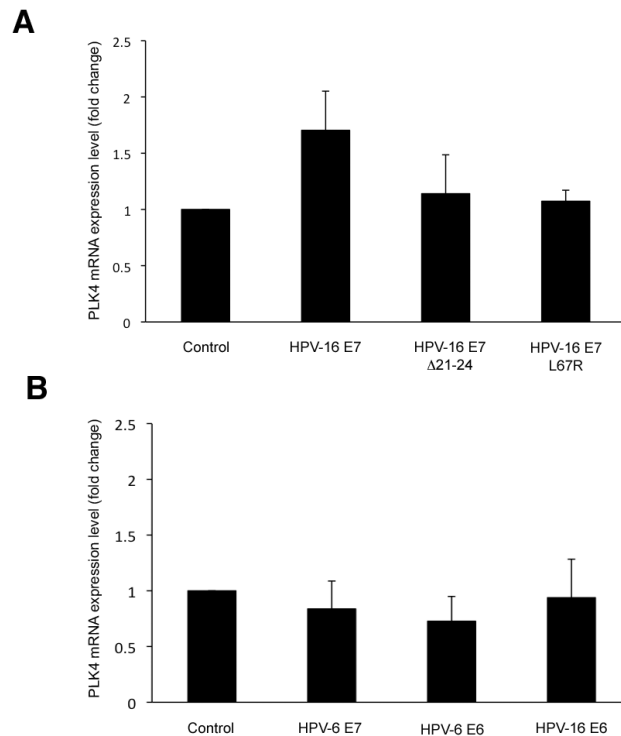 A
PLK4 mRNA expression level (fold change)
2.5
2
1.5
1
0.5
0
Control
HPV-16 E7
HPV-16 E7
Δ21-24
HPV-16 E7
L67R
B
PLK4 mRNA expression level (fold change)
2.5
2
1.5
1
0.5
0
Control
HPV-6 E7
HPV-6 E6
HPV-16 E6